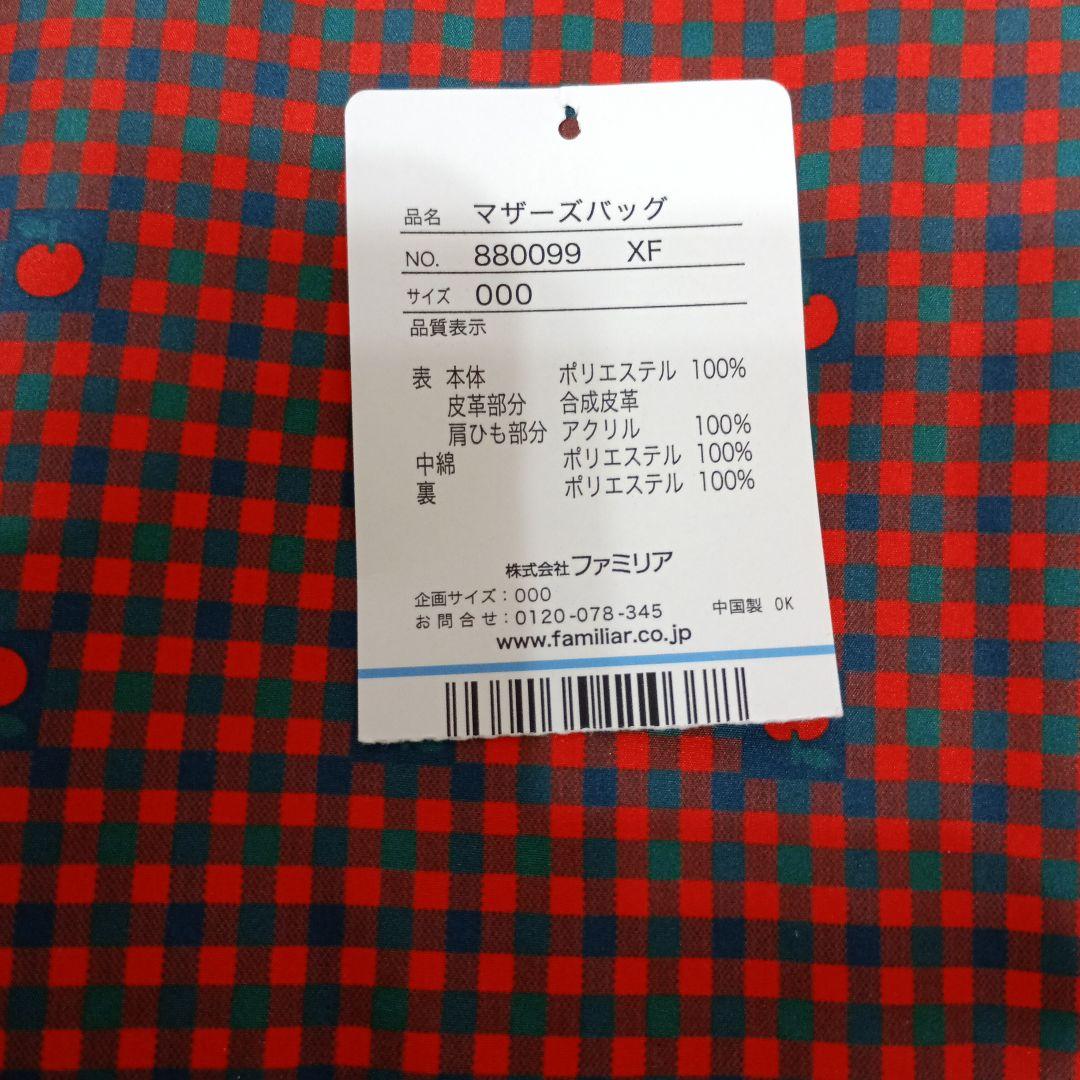 品名 マザーズバッグ
NO. 880099 XF
サイズ 000
品質表示
表 本体 ポリエステル 100%
皮革部分 合成皮革
肩ひも部分 アクリル 100%
中綿 ポリエステル 100%
裏 ポリエステル 100%
株式会社ファミリア
企画サイズ：000
お問合せ：0120-078-345 中国製 OK
www.familiar.co.jp